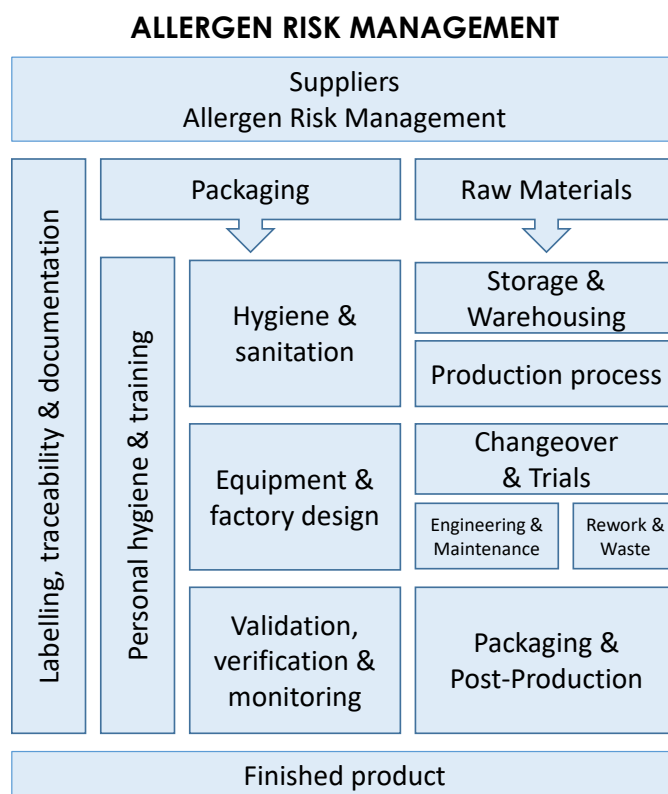 ALLERGEN RISK MANAGEMENT
Suppliers
Allergen Risk Management
Labelling, traceability & documentation
Packaging
Raw Materials
Personal hygiene & training
Hygiene &
sanitation
Storage &
Warehousing
Production process
Equipment &
factory design
Changeover
& Trials
Engineering &
Maintenance
Rework &
Waste
Validation,
verification &
monitoring
Packaging &
Post-Production
Finished product